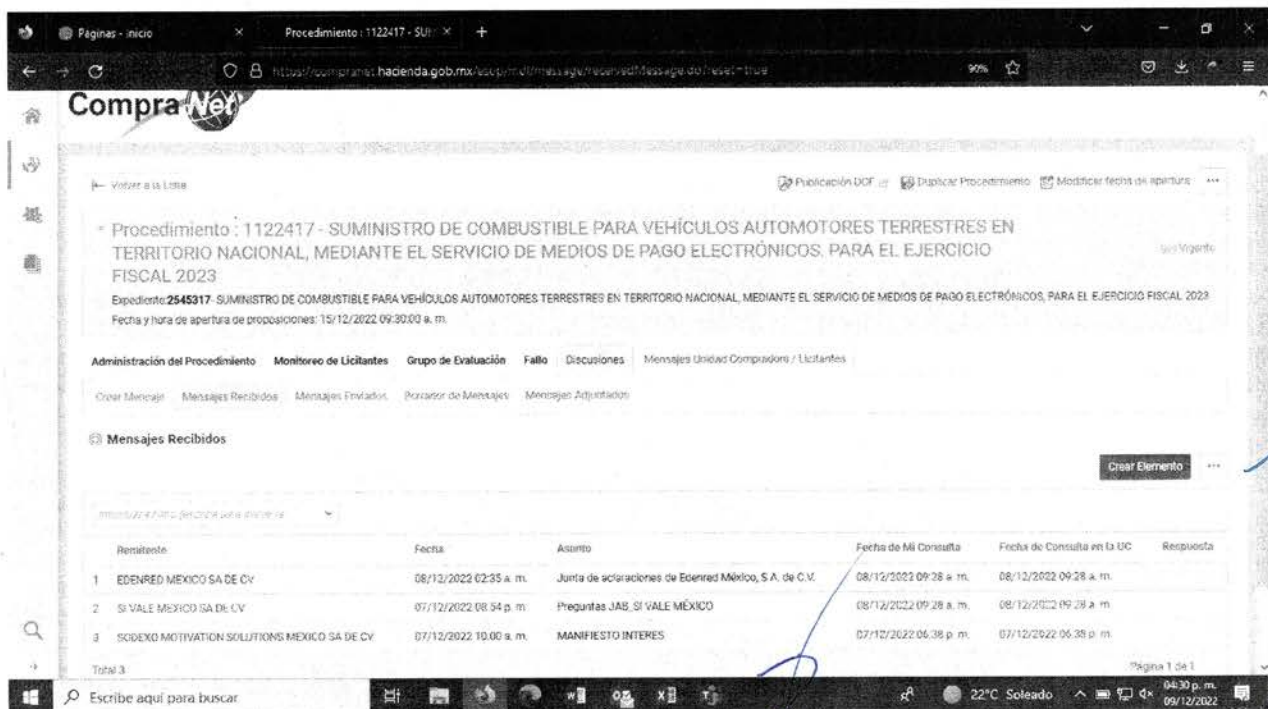 Páginas - Inicio
Procedimiento : 1122417 - SU
https://compranet.hacienda.gob.mx/esop/mdl/message/receivedMessage.do?reset=true
90%
CompraNet
Volver a la Lista
Publicación DOF
Duplicar Procedimiento
Modificar fecha de apertura
Procedimiento : 1122417 - SUMINISTRO DE COMBUSTIBLE PARA VEHÍCULOS AUTOMOTORES TERRESTRES EN
TERRITORIO NACIONAL, MEDIANTE EL SERVICIO DE MEDIOS DE PAGO ELECTRÓNICOS, PARA EL EJERCICIO
FISCAL 2023
Vigente
Expediente:2545317- SUMINISTRO DE COMBUSTIBLE PARA VEHÍCULOS AUTOMOTORES TERRESTRES EN TERRITORIO NACIONAL, MEDIANTE EL SERVICIO DE MEDIOS DE PAGO ELECTRÓNICOS, PARA EL EJERCICIO FISCAL 2023
Fecha y hora de apertura de proposiciones: 15/12/2022 09:30:00 a. m.
Administración del Procedimiento Monitoreo de Licitantes Grupo de Evaluación Fallo Discusiones Mensajes Unidad Compradora / Licitantes
Crear Mensaje Mensajes Recibidos Mensajes Enviados Borrador de Mensajes Mensajes Adjuntados
Mensajes Recibidos
Crear Elemento
Remitente Fecha Asunto Fecha de Mi Consulta Fecha de Consulta en la UC Respuesta
1 EDENRED MEXICO SA DE CV 08/12/2022 02:35 a. m. Junta de aclaraciones de Edenred México, S.A. de C.V. 08/12/2022 09:28 a. m. 08/12/2022 09:28 a. m.
2 SI VALE MEXICO SA DE CV 07/12/2022 08:54 p. m. Preguntas JAB_SI VALE MÉXICO 08/12/2022 09:28 a. m. 08/12/2022 09:28 a. m.
3 SODEXO MOTIVATION SOLUTIONS MEXICO SA DE CV 07/12/2022 10:00 a. m. MANIFIESTO INTERES 07/12/2022 06:38 p. m. 07/12/2022 06:38 p. m.
Total 3
Página 1 de 1
Escribe aquí para buscar
22°C Soleado
04:30 p. m.
09/12/2022